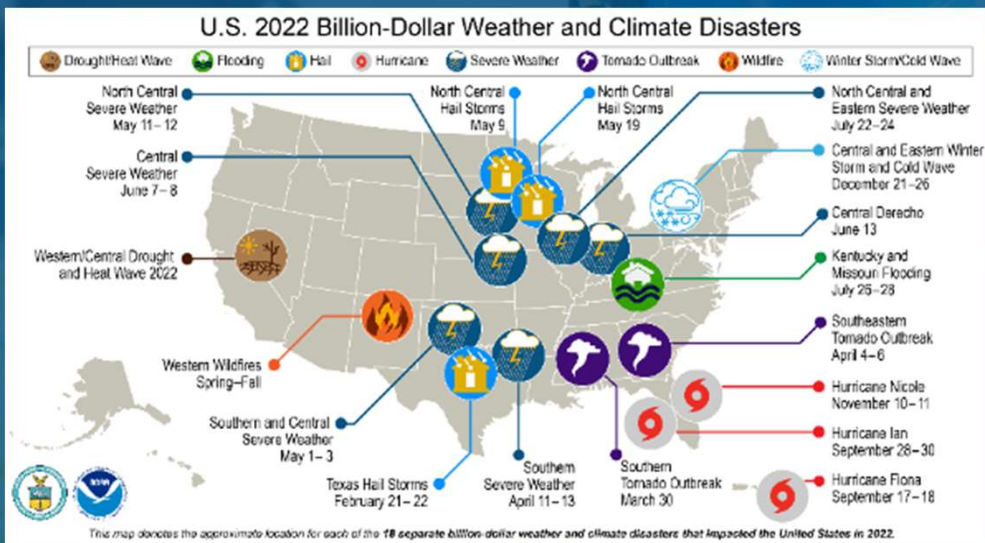 U.S. 2022 Billion-Dollar Weather and Climate Disasters
Drought/Heat Wave
Flooding
Hail
Hurricane
Severe Weather
Tornado Outbreak
Wildfire
Winter Storm/Cold Wave
North Central
Severe Weather
May 11–12
North Central
Hail Storms
May 9
North Central
Hail Storms
May 19
North Central and
Eastern Severe Weather
July 22–24
Central
Severe Weather
June 7–8
Central and Eastern Winter
Storm and Cold Wave
December 21–26
Central Derecho
June 13
Western/Central Drought
and Heat Wave 2022
Kentucky and
Missouri Flooding
July 26–28
Southeastern
Tornado Outbreak
April 4–6
Western Wildfires
Spring–Fall
Hurricane Nicole
November 10–11
Southern and Central
Severe Weather
May 1–3
Hurricane Ian
September 28–30
Texas Hail Storms
February 21–22
Southern
Severe Weather
April 11–13
Southern
Tornado Outbreak
March 30
Hurricane Fiona
September 17–18
NOAA
This map denotes the approximate location for each of the 18 separate billion-dollar weather and climate disasters that impacted the United States in 2022.